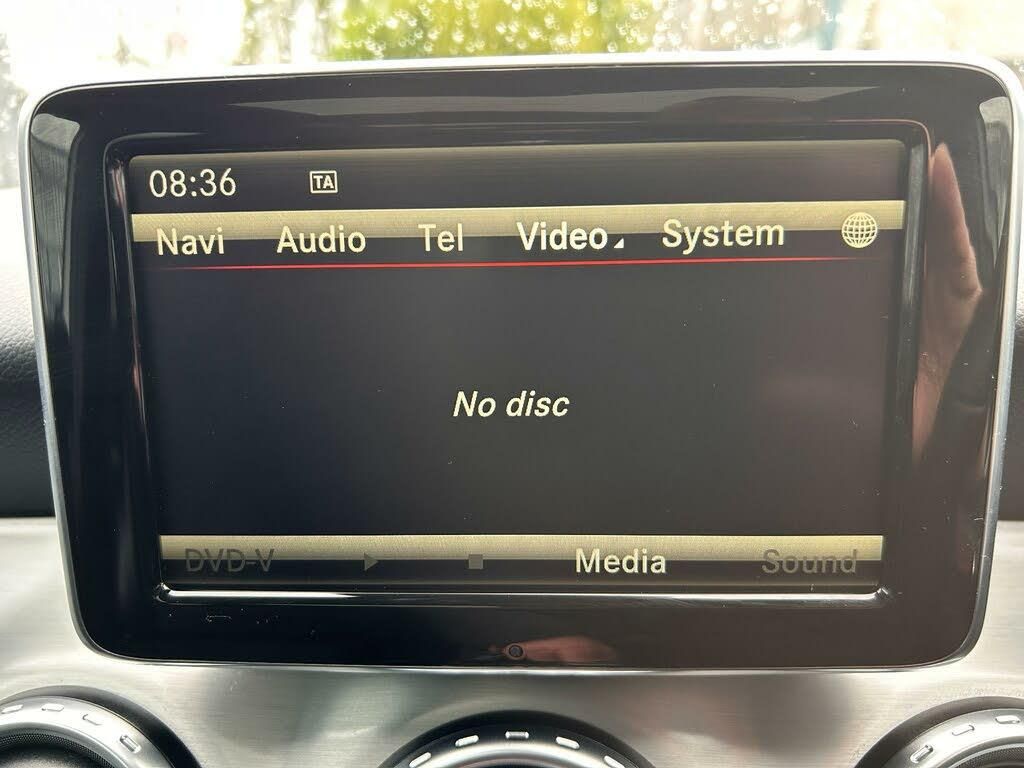 08:36 TA
Navi Audio Tel Video System
No disc
DVD-V Media Sound